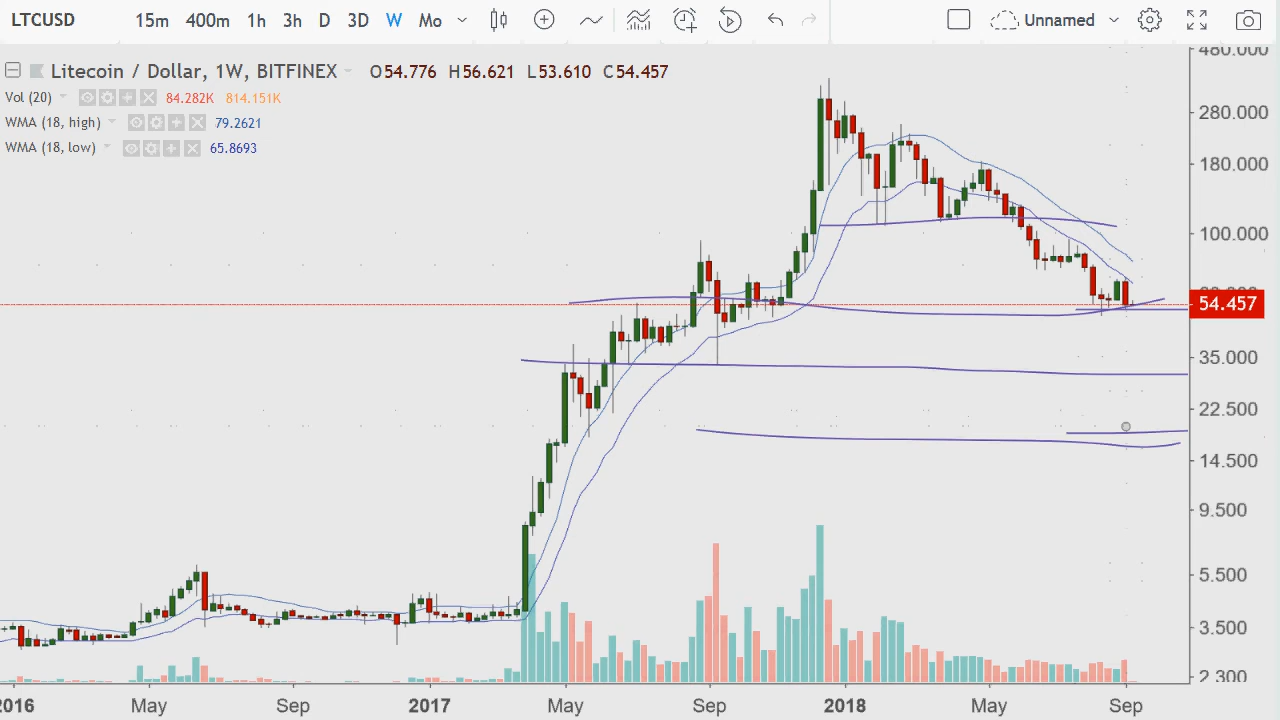 LTCUSD 15m 400m 1h 3h D 3D W Mo Unnamed
Litecoin / Dollar, 1W, BITFINEX O54.776 H56.621 L53.610 C54.457
Vol (20) 84.282K 814.151K
WMA (18, high) 79.2621
WMA (18, low) 65.8693
480.000
280.000
180.000
100.000
54.457
35.000
22.500
14.500
9.500
5.500
3.500
2.300
2016 May Sep 2017 May Sep 2018 May Sep